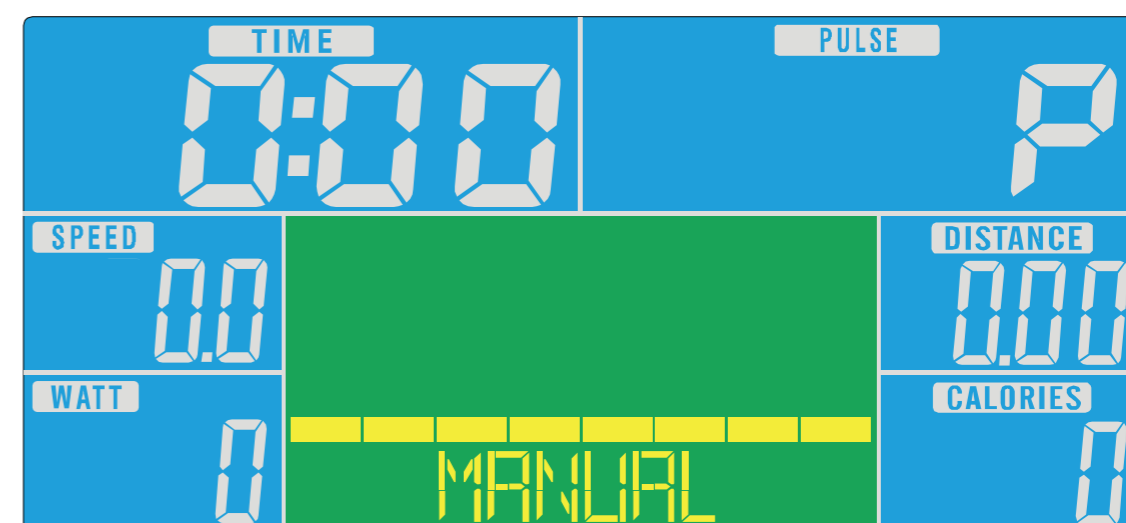 TIME
0:00
PULSE
P
SPEED
0.0
DISTANCE
0.00
WATT
0
CALORIES
0
MANUAL